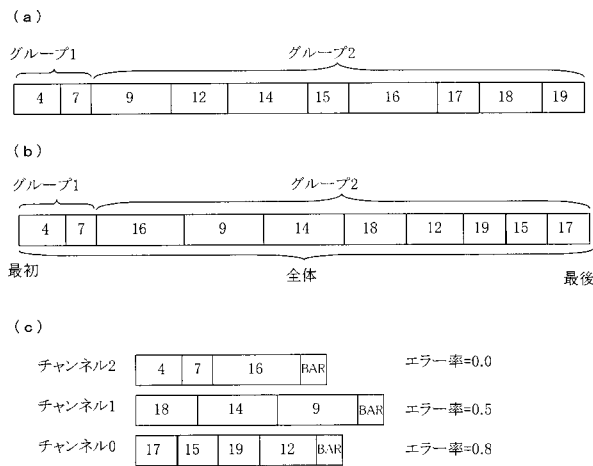 (a)
グループ1 グループ2
4 7 9 12 14 15 16 17 18 19
(b)
グループ1 グループ2
4 7 16 9 14 18 12 19 15 17
最初 全体 最後
(c)
チャンネル2 4 7 16 BAR エラー率=0.0
チャンネル1 18 14 9 BAR エラー率=0.5
チャンネル0 17 15 19 12 BAR エラー率=0.8